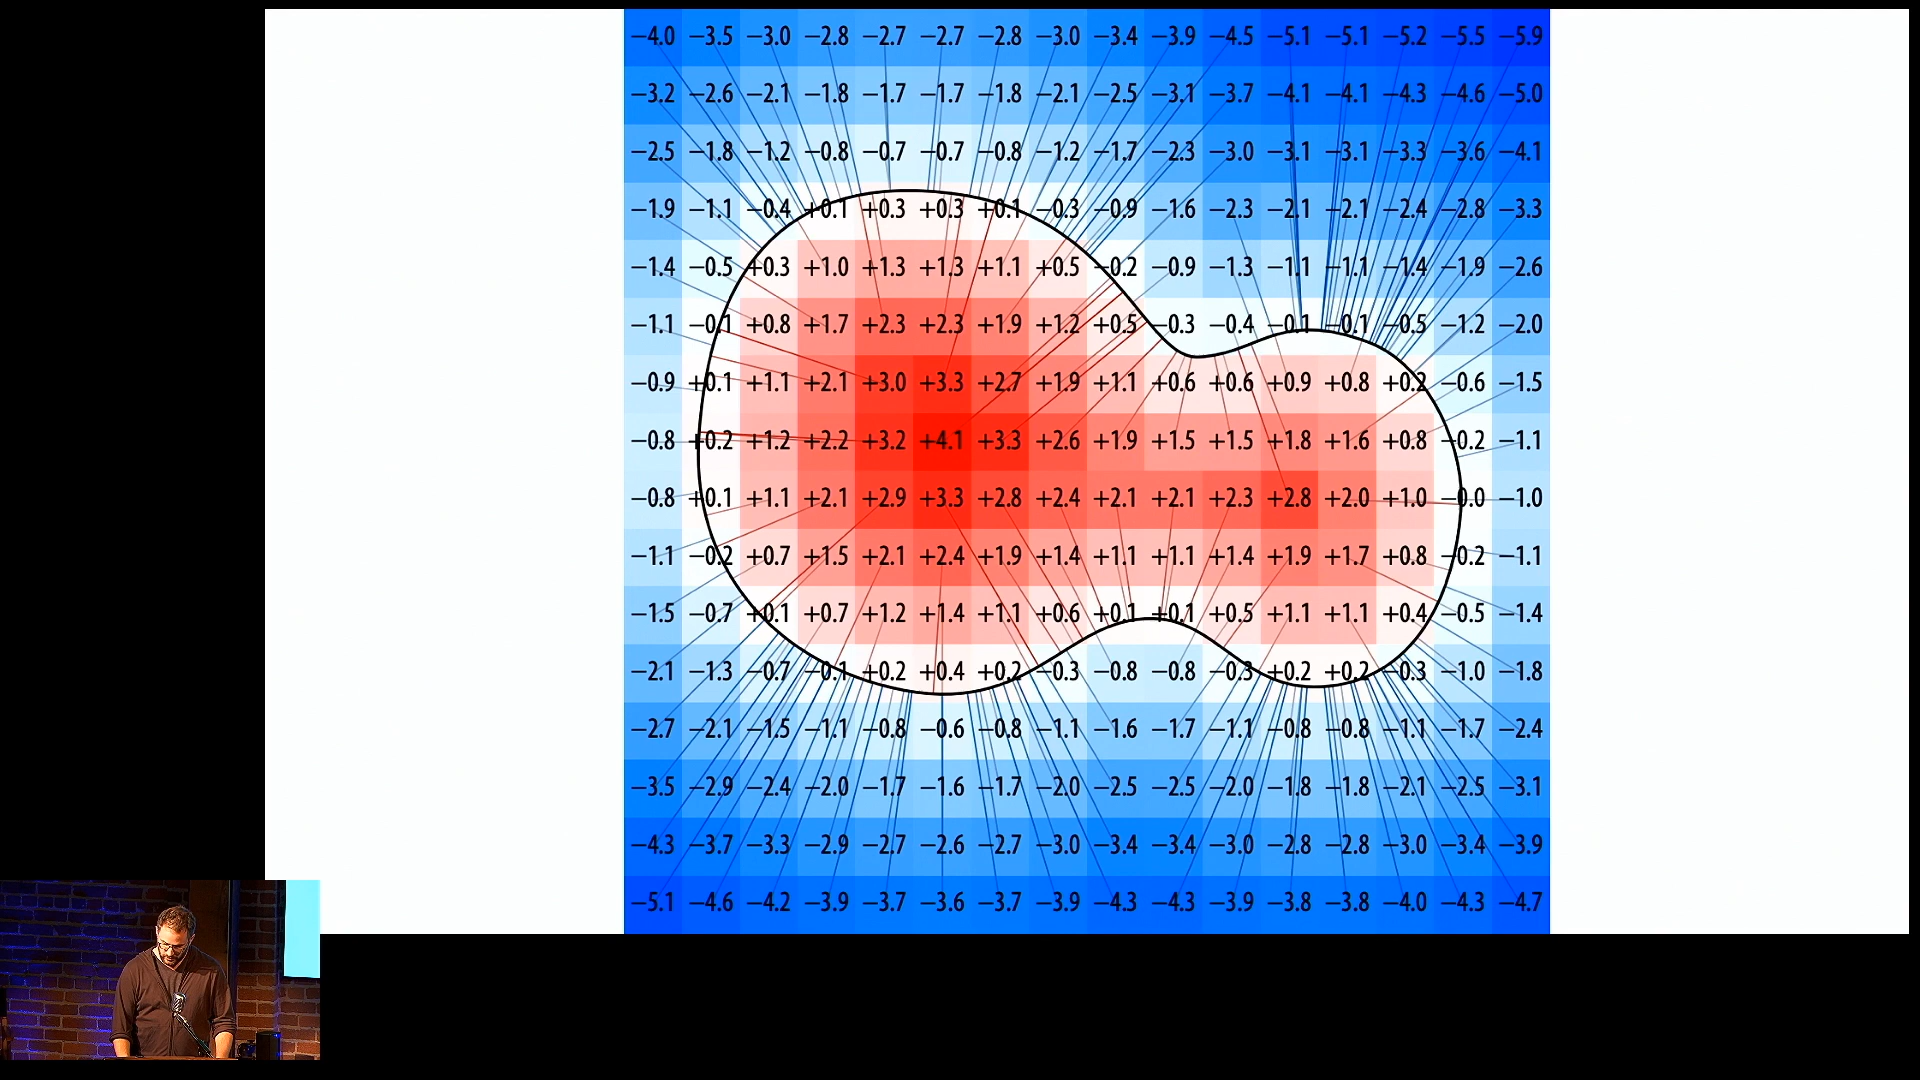 −4.0 −3.5 −3.0 −2.8 −2.7 −2.7 −2.8 −3.0 −3.4 −3.9 −4.5 −5.1 −5.1 −5.2 −5.5 −5.9
−3.2 −2.6 −2.1 −1.8 −1.7 −1.7 −1.8 −2.1 −2.5 −3.1 −3.7 −4.1 −4.1 −4.3 −4.6 −5.0
−2.5 −1.8 −1.2 −0.8 −0.7 −0.7 −0.8 −1.2 −1.7 −2.3 −3.0 −3.1 −3.1 −3.3 −3.6 −4.1
−1.9 −1.1 −0.4 +0.1 +0.3 +0.3 +0.1 −0.3 −0.9 −1.6 −2.3 −2.1 −2.1 −2.4 −2.8 −3.3
−1.4 −0.5 +0.3 +1.0 +1.3 +1.3 +1.1 +0.5 −0.2 −0.9 −1.3 −1.1 −1.1 −1.4 −1.9 −2.6
−1.1 −0.1 +0.8 +1.7 +2.3 +2.3 +1.9 +1.2 +0.5 −0.3 −0.4 −0.1 −0.1 −0.5 −1.2 −2.0
−0.9 +0.1 +1.1 +2.1 +3.0 +3.3 +2.7 +1.9 +1.1 +0.6 +0.6 +0.9 +0.8 +0.2 −0.6 −1.5
−0.8 +0.2 +1.2 +2.2 +3.2 +4.1 +3.3 +2.6 +1.9 +1.5 +1.5 +1.8 +1.6 +0.8 −0.2 −1.1
−0.8 +0.1 +1.1 +2.1 +2.9 +3.3 +2.8 +2.4 +2.1 +2.1 +2.3 +2.8 +2.0 +1.0 −0.0 −1.0
−1.1 −0.2 +0.7 +1.5 +2.1 +2.4 +1.9 +1.4 +1.1 +1.1 +1.4 +1.9 +1.7 +0.8 −0.2 −1.1
−1.5 −0.7 +0.1 +0.7 +1.2 +1.4 +1.1 +0.6 +0.1 +0.1 +0.5 +1.1 +1.1 +0.4 −0.5 −1.4
−2.1 −1.3 −0.7 −0.1 +0.2 +0.4 +0.2 −0.3 −0.8 −0.8 −0.3 +0.2 +0.2 −0.3 −1.0 −1.8
−2.7 −2.1 −1.5 −1.1 −0.8 −0.6 −0.8 −1.1 −1.6 −1.7 −1.1 −0.8 −0.8 −1.1 −1.7 −2.4
−3.5 −2.9 −2.4 −2.0 −1.7 −1.6 −1.7 −2.0 −2.5 −2.5 −2.0 −1.8 −1.8 −2.1 −2.5 −3.1
−4.3 −3.7 −3.3 −2.9 −2.7 −2.6 −2.7 −3.0 −3.4 −3.4 −3.0 −2.8 −2.8 −3.0 −3.4 −3.9
−5.1 −4.6 −4.2 −3.9 −3.7 −3.6 −3.7 −3.9 −4.3 −4.3 −3.9 −3.8 −3.8 −4.0 −4.3 −4.7